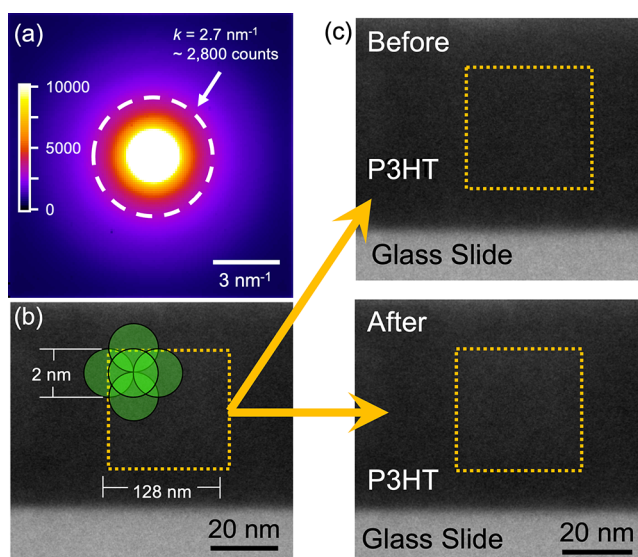 (a)
k = 2.7 nm⁻¹
~ 2,800 counts
10000
5000
0
3 nm⁻¹
(b)
2 nm
128 nm
20 nm
(c)
Before
P3HT
Glass Slide
After
P3HT
Glass Slide
20 nm